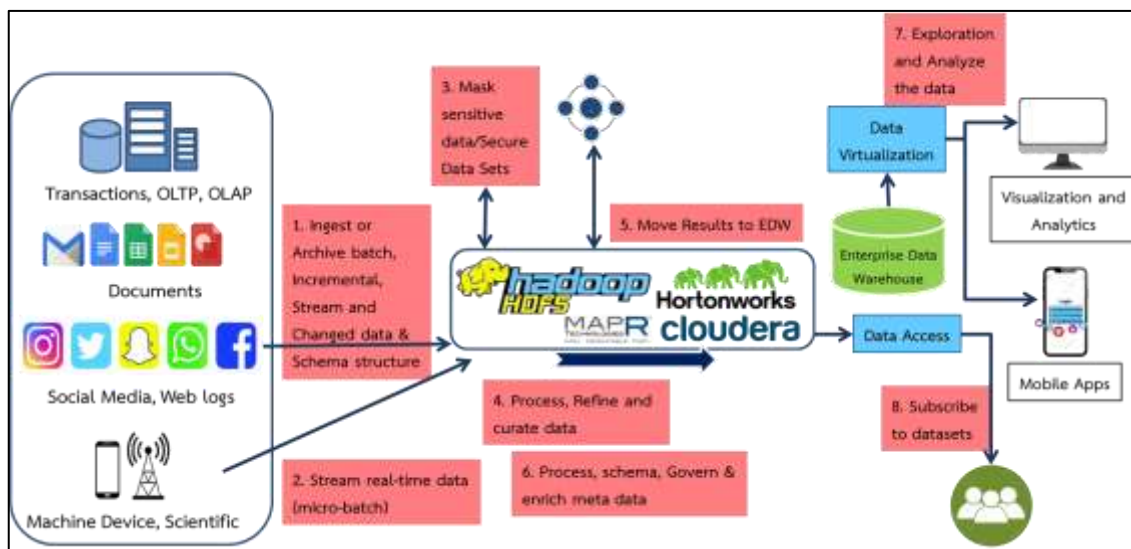 Transactions, OLTP, OLAP
Documents
Social Media, Web logs
Machine Device, Scientific
1. Ingest or
Archive batch,
Incremental,
Stream and
Changed data &
Schema structure
2. Stream real-time data
(micro-batch)
3. Mask
sensitive
data/Secure
Data Sets
5. Move Results to EDW
hadoop
HDFS
MAPR
TECHNOLOGIES
Hortonworks
cloudera
4. Process, Refine and
curate data
6. Process, schema, Govern &
enrich meta data
7. Exploration
and Analyze
the data
Data
Virtualization
Enterprise Data
Warehouse
Data Access
Visualization and
Analytics
Mobile Apps
8. Subscribe
to datasets